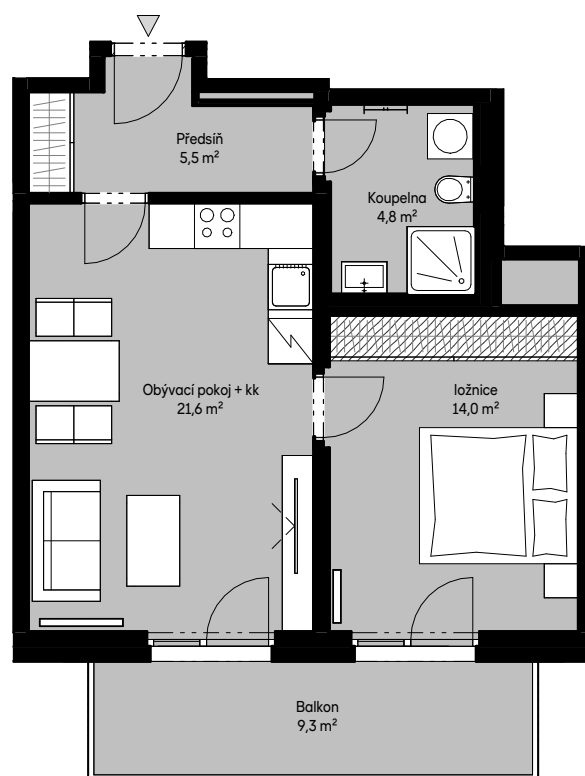 Předsíň
5,5 m²
Koupelna
4,8 m²
Obývací pokoj + kk
21,6 m²
ložnice
14,0 m²
Balkon
9,3 m²